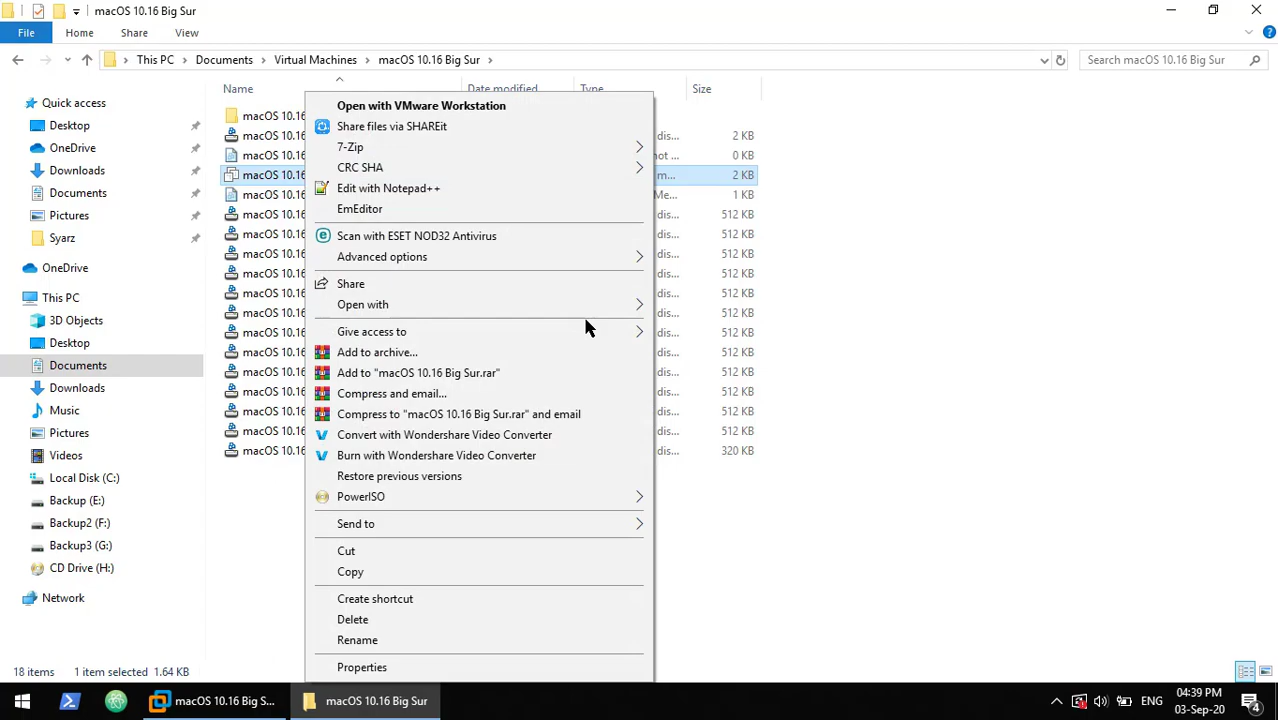 macOS 10.16 Big Sur
File Home Share View
This PC Documents Virtual Machines macOS 10.16 Big Sur
Search macOS 10.16 Big Sur
Name Date modified Type Size
Quick access
Desktop
OneDrive
Downloads
Documents
Pictures
Syarz
OneDrive
This PC
3D Objects
Desktop
Documents
Downloads
Music
Pictures
Videos
Local Disk (C:)
Backup (E:)
Backup2 (F:)
Backup3 (G:)
CD Drive (H:)
Network
macOS 10.16
macOS 10.16 dis... 2 KB
macOS 10.16 not ... 0 KB
macOS 10.16 m... 2 KB
macOS 10.16 Me... 1 KB
macOS 10.16 dis... 512 KB
macOS 10.16 dis... 512 KB
macOS 10.16 dis... 512 KB
macOS 10.16 dis... 512 KB
macOS 10.16 dis... 512 KB
macOS 10.16 dis... 512 KB
macOS 10.16 dis... 512 KB
macOS 10.16 dis... 512 KB
macOS 10.16 dis... 512 KB
macOS 10.16 dis... 512 KB
macOS 10.16 dis... 512 KB
macOS 10.16 dis... 512 KB
macOS 10.16 dis... 320 KB
Open with VMware Workstation
Share files via SHAREit
7-Zip
CRC SHA
Edit with Notepad++
EmEditor
Scan with ESET NOD32 Antivirus
Advanced options
Share
Open with
Give access to
Add to archive...
Add to "macOS 10.16 Big Sur.rar"
Compress and email...
Compress to "macOS 10.16 Big Sur.rar" and email
Convert with Wondershare Video Converter
Burn with Wondershare Video Converter
Restore previous versions
PowerISO
Send to
Cut
Copy
Create shortcut
Delete
Rename
Properties
18 items 1 item selected 1.64 KB
macOS 10.16 Big S... macOS 10.16 Big Sur ENG 04:39 PM
03-Sep-20
4